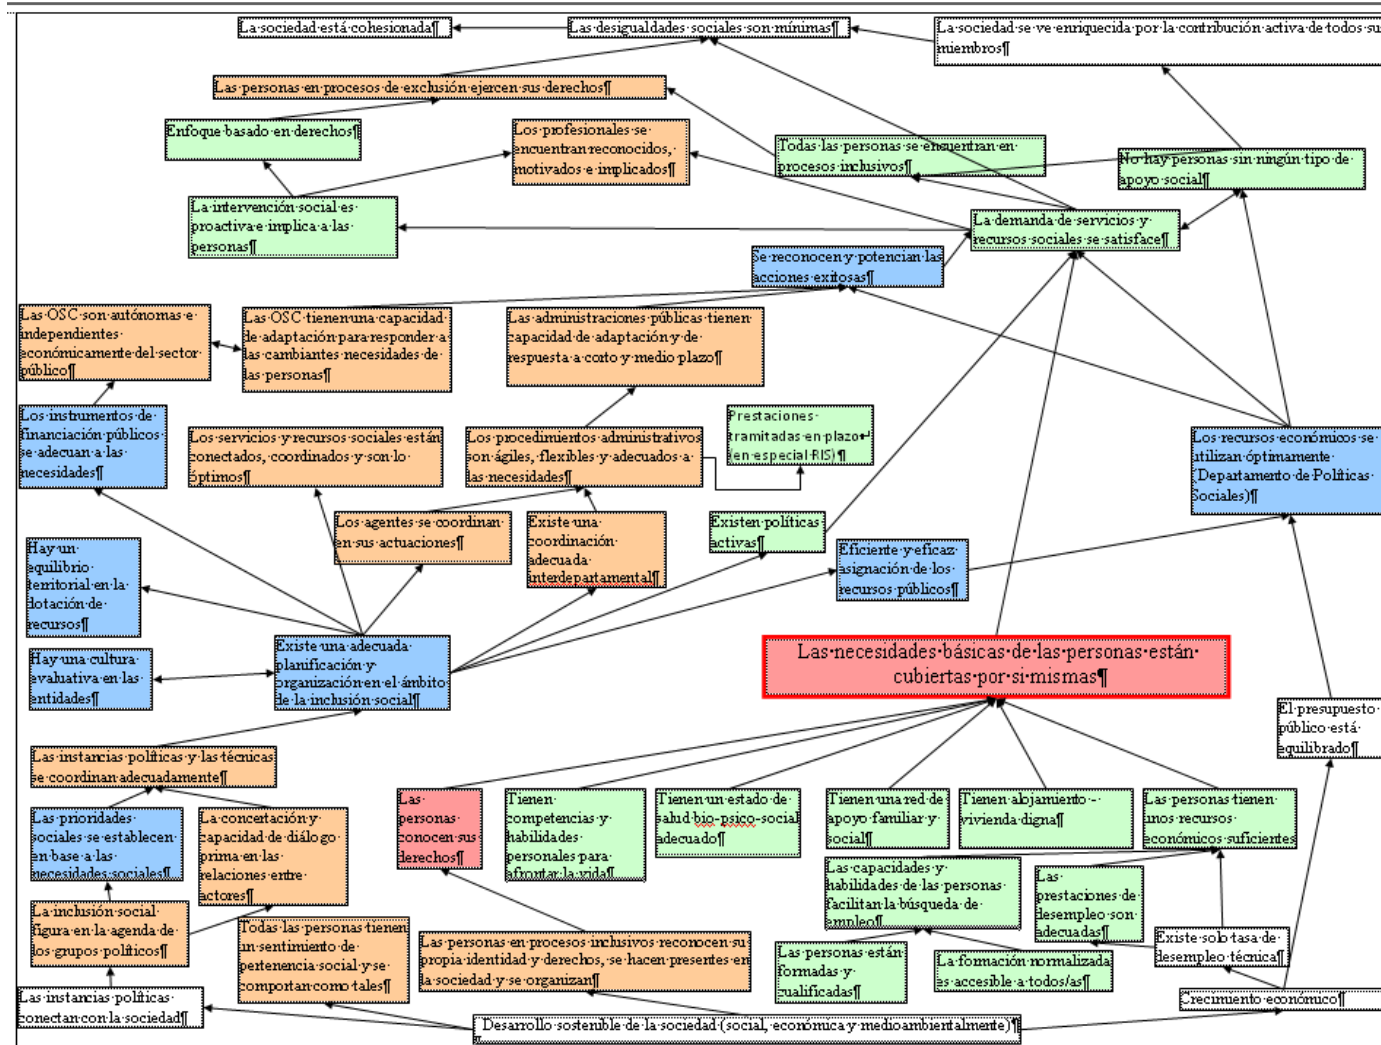 La sociedad está cohesionada¶
Las desigualdades sociales son mínimas¶
La sociedad se ve enriquecida por la contribución activa de todos su
miembros¶
Las personas en procesos de exclusión ejercen sus derechos¶
Enfoque basado en derechos¶
Los profesionales se
encuentran reconocidos,
motivados e implicados¶
Todas las personas se encuentran en
procesos inclusivos¶
No hay personas sin ningún tipo de
apoyo social¶
La intervención social es
proactiva e implica a las
personas¶
La demanda de servicios y
recursos sociales se satisface¶
Se reconocen y potencian las
acciones exitosas¶
Las OSC son autónomas e
independientes
económicamente del sector
público¶
Las OSC tienen una capacidad
de adaptación para responder a
las cambiantes necesidades de
las personas¶
Las administraciones públicas tienen
capacidad de adaptación y de
respuesta a corto y medio plazo¶
Los instrumentos de
financiación públicos
se adecuan a las
necesidades¶
Los servicios y recursos sociales están
conectados, coordinados y son lo
óptimos¶
Los procedimientos administrativos
son ágiles, flexibles y adecuados a
las necesidades¶
Prestaciones
tramitadas en plazo↵
(en especial RIS)¶
Los recursos económicos se
utilizan óptimamente
(Departamento de Políticas
Sociales)¶
Los agentes se coordinan
en sus actuaciones¶
Existe una
coordinación
adecuada
interdepartamental¶
Existen políticas
activas¶
Eficiente y eficaz
asignación de los
recursos públicos¶
Hay un
equilibrio
territorial en la
dotación de
recursos¶
Hay una cultura
evaluativa en las
entidades¶
Existe una adecuada
planificación y
organización en el ámbito
de la inclusión social¶
Las necesidades básicas de las personas están
cubiertas por si mismas¶
El presupuesto
público está
equilibrado¶
Las instancias políticas y las técnicas
se coordinan adecuadamente¶
Las prioridades
sociales se establecen
en base a las
necesidades sociales¶
La concertación y
capacidad de diálogo
prima en las
relaciones entre
actores¶
Las
personas
conocen sus
derechos¶
Tienen
competencias y
habilidades
personales para
afrontar la vida¶
Tienen un estado de
salud bio-psico-social
adecuado¶
Tienen una red de
apoyo familiar y
social¶
Tienen alojamiento -
vivienda digna¶
Las personas tienen
unos recursos
económicos suficientes
Las capacidades y
habilidades de las personas
facilitan la búsqueda de
empleo¶
Las
prestaciones de
desempleo son
adecuadas¶
La inclusión social
figura en la agenda de
los grupos políticos¶
Todas las personas tienen
un sentimiento de
pertenencia social y se
comportan como tales¶
Las personas en procesos inclusivos reconocen su
propia identidad y derechos, se hacen presentes en
la sociedad y se organizan¶
Las personas están
formadas y
cualificadas¶
La formación normalizada
es accesible a todos/as¶
Existe solo tasa de
desempleo técnica¶
Las instancias políticas
conectan con la sociedad¶
Crecimiento económico¶
Desarrollo sostenible de la sociedad (social, económica y medioambientalmente)¶
¶